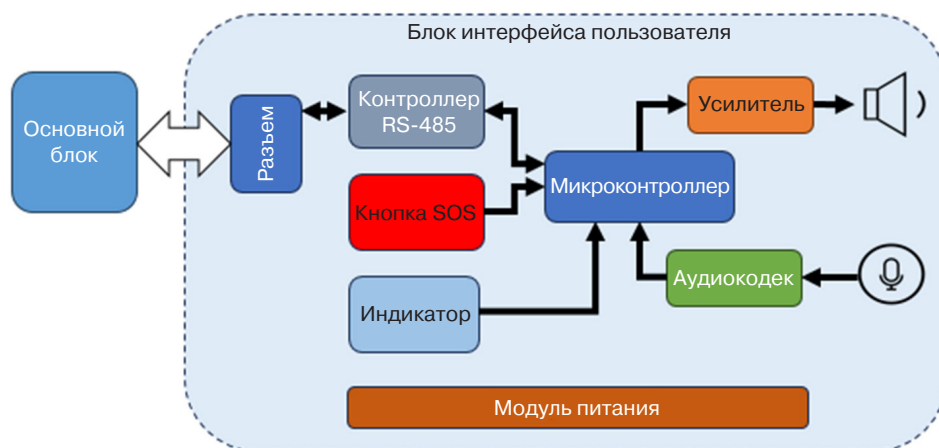 Блок интерфейса пользователя
Основной
блок
Разъем
Контроллер
RS-485
Усилитель
Кнопка SOS
Микроконтроллер
Индикатор
Аудиокодек
Модуль питания